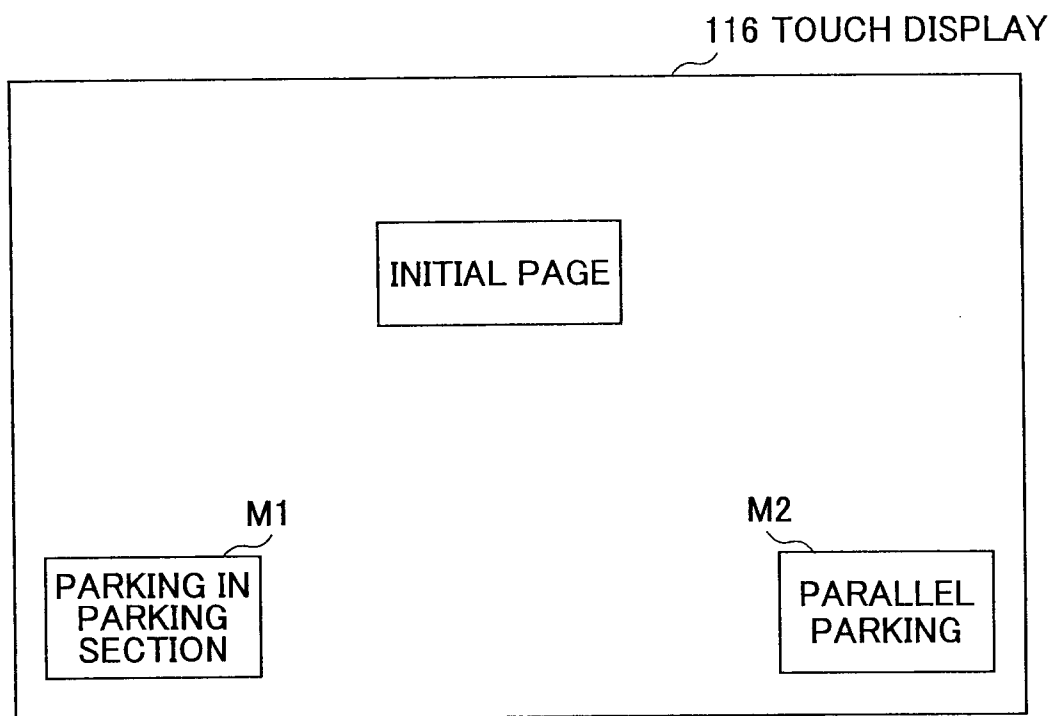 116 TOUCH DISPLAY
INITIAL PAGE
M1
M2
PARKING IN
PARKING
SECTION
PARALLEL
PARKING